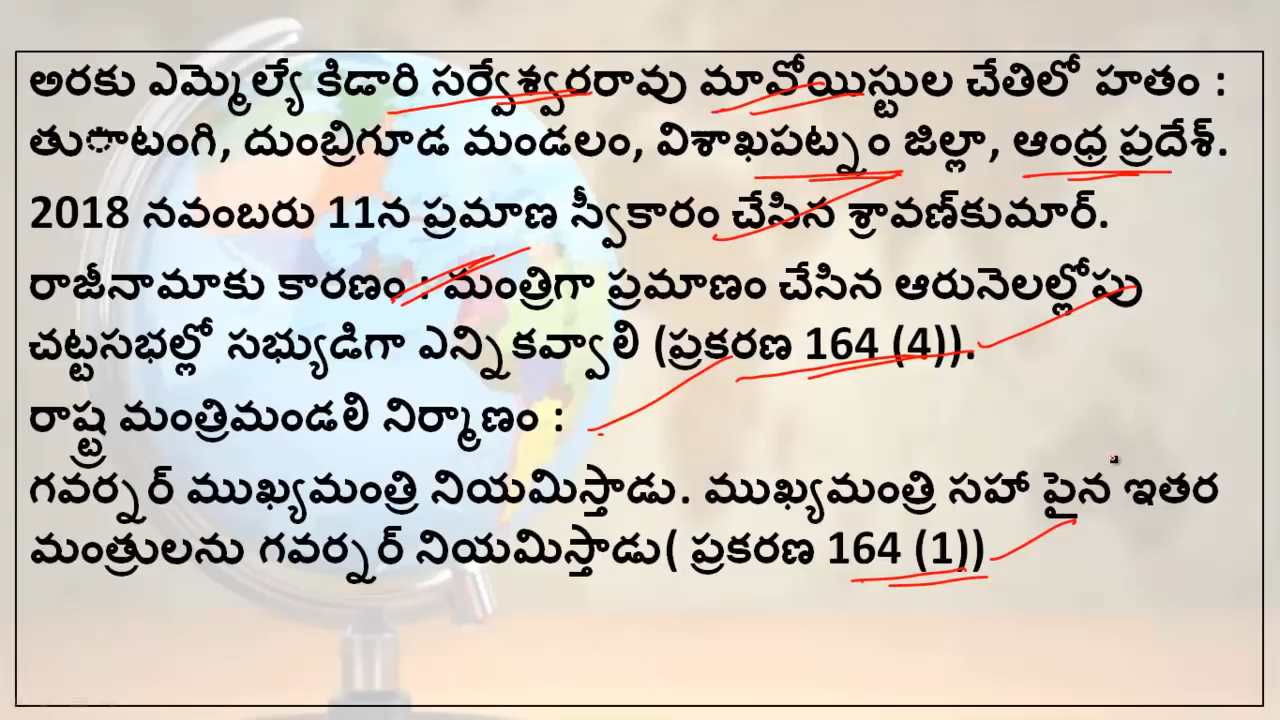 అరకు ఎమ్మెల్యే కిడారి సర్వేశ్వరరావు మావోయిస్టుల చేతిలో హతం :
తుాటంగి, దుంబ్రిగూడ మండలం, విశాఖపట్నం జిల్లా, ఆంధ్ర ప్రదేశ్.
2018 నవంబరు 11న ప్రమాణ స్వీకారం చేసిన శ్రావణ్‌కుమార్.
రాజీనామాకు కారణం : మంత్రిగా ప్రమాణం చేసిన ఆరునెలల్లోపు
చట్టసభల్లో సభ్యుడిగా ఎన్నికవ్వాలి (ప్రకరణ 164 (4)).
రాష్ట్ర మంత్రిమండలి నిర్మాణం :
గవర్నర్ ముఖ్యమంత్రి నియమిస్తాడు. ముఖ్యమంత్రి సహా పైన ఇతర
మంత్రులను గవర్నర్ నియమిస్తాడు( ప్రకరణ 164 (1))